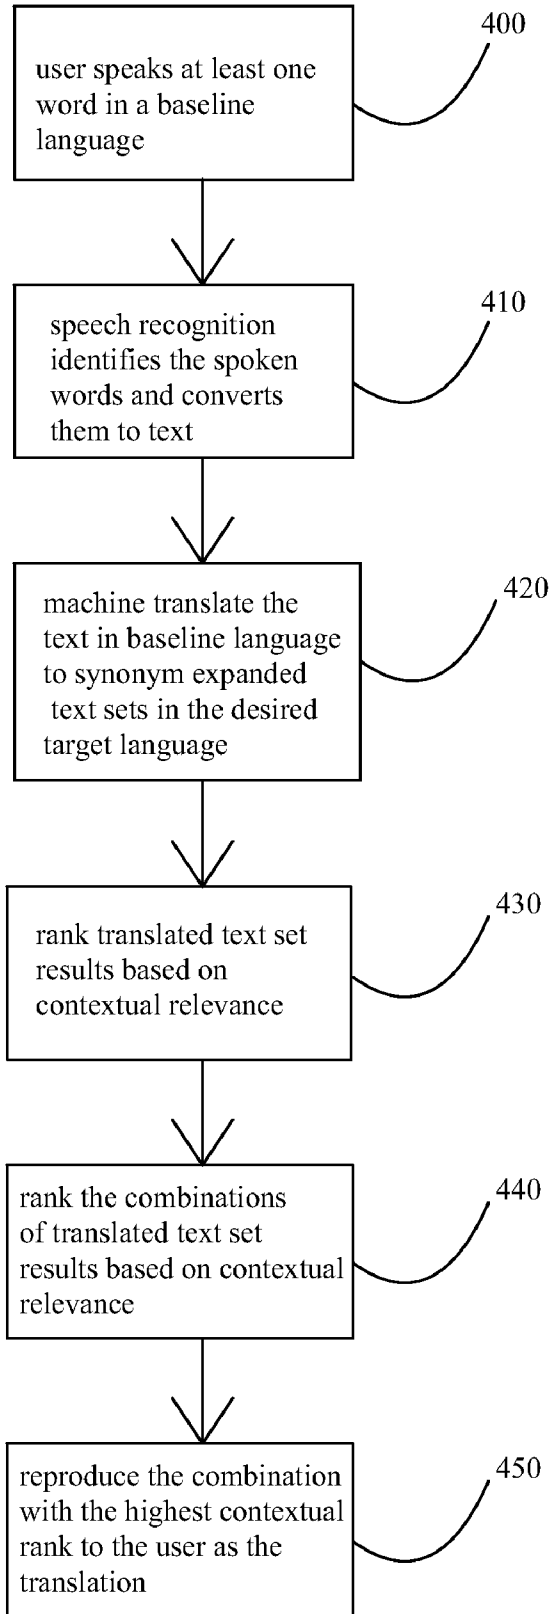 400
user speaks at least one
word in a baseline
language
410
speech recognition
identifies the spoken
words and converts
them to text
420
machine translate the
text in baseline language
to synonym expanded
text sets in the desired
target language
430
rank translated text set
results based on
contextual relevance
440
rank the combinations
of translated text set
results based on contextual
relevance
450
reproduce the combination
with the highest contextual
rank to the user as the
translation